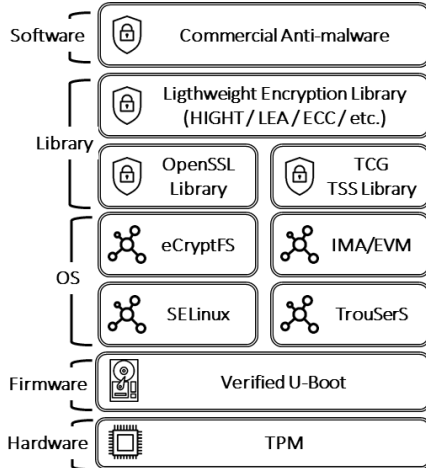 Software
Commercial Anti-malware
Library
Ligthweight Encryption Library
(HIGHT / LEA / ECC / etc.)
OpenSSL
Library
TCG
TSS Library
OS
eCryptFS
IMA/EVM
SELinux
TrouSerS
Firmware
Verified U-Boot
Hardware
TPM